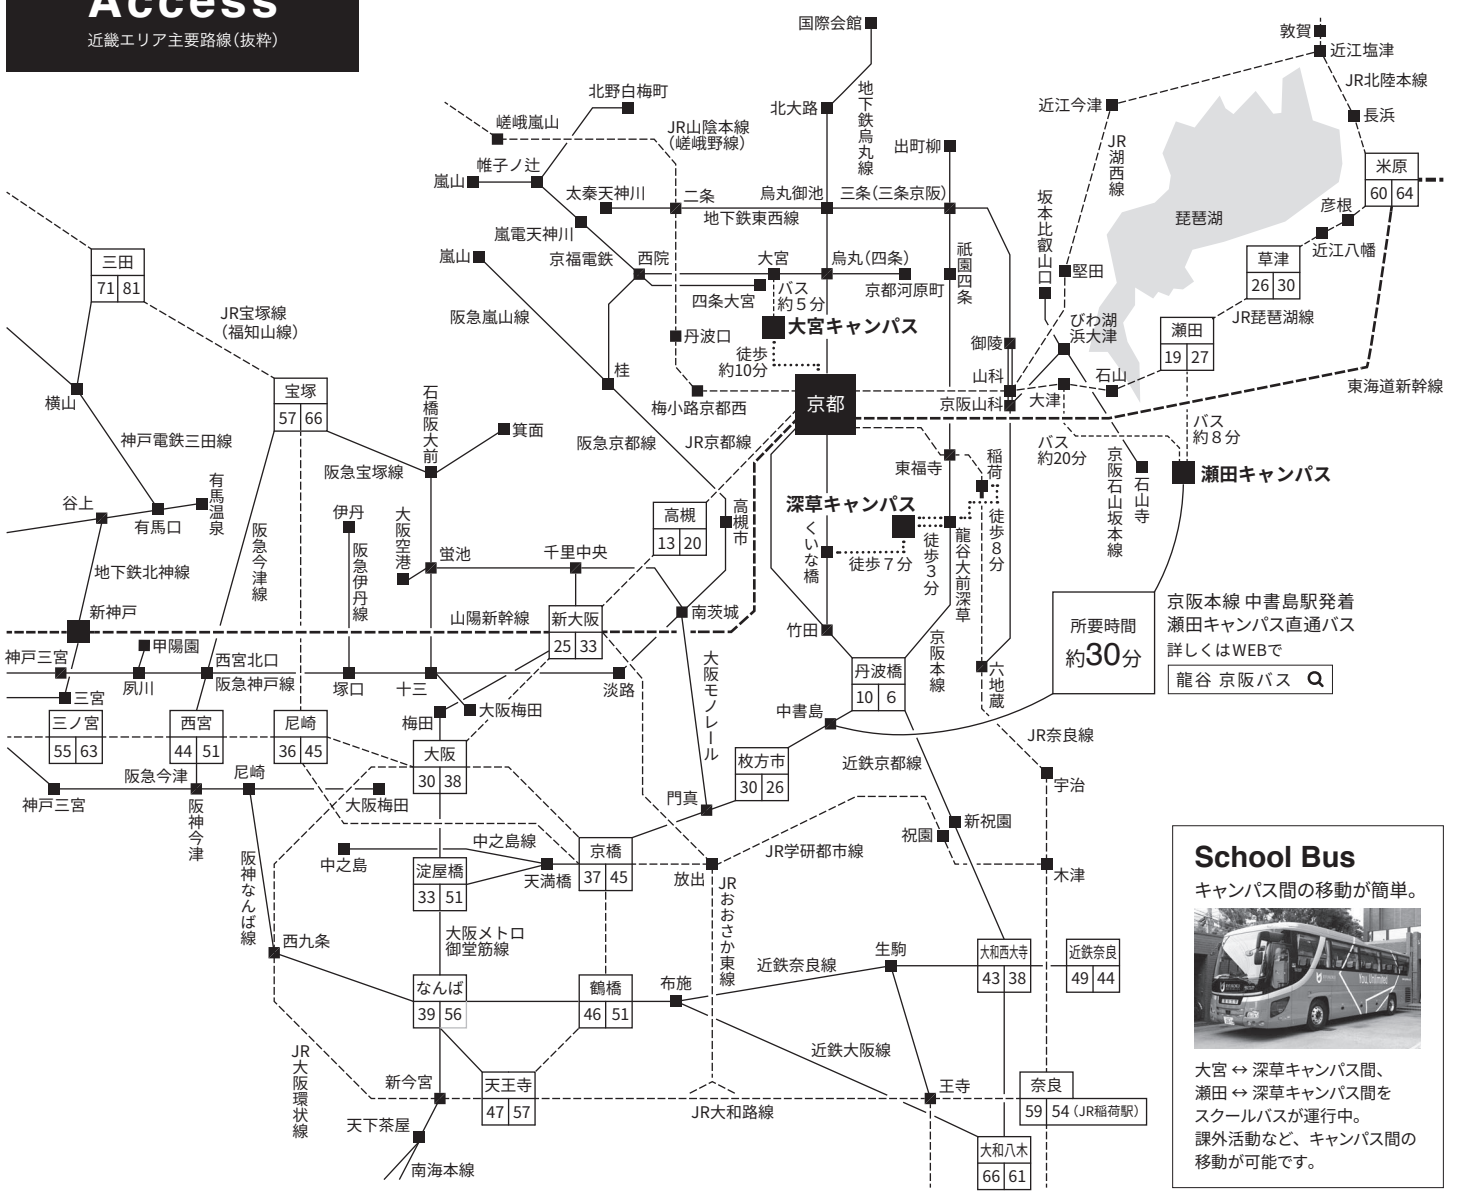 Access
近畿エリア主要路線（抜粋）
国際会館
北大路
地下鉄烏丸線
北野白梅町
嵯峨嵐山
JR山陰本線
（嵯峨野線）
帷子ノ辻
嵐山
太秦天神川
二条
烏丸御池
三条（三条京阪）
地下鉄東西線
出町柳
嵐電天神川
嵐山
京福電鉄
西院
大宮
烏丸（四条）
京都河原町
祇園四条
四条大宮
バス
約５分
大宮キャンパス
阪急嵐山線
丹波口
徒歩
約10分
桂
梅小路京都西
京都
御陵
山科
京阪山科
敦賀
近江塩津
JR北陸本線
近江今津
長浜
JR湖西線
米原
60 64
彦根
近江八幡
琵琶湖
坂本比叡山口
堅田
草津
26 30
JR琵琶湖線
びわ湖
浜大津
瀬田
19 27
石山
大津
東海道新幹線
バス
約８分
バス
約20分
京阪石山坂本線
石山寺
瀬田キャンパス
三田
71 81
JR宝塚線
（福知山線）
横山
宝塚
57 66
神戸電鉄三田線
石橋阪大前
箕面
阪急宝塚線
阪急京都線
JR京都線
谷上
有馬口
有馬温泉
阪急今津線
伊丹
阪急伊丹線
大阪空港
蛍池
千里中央
高槻
13 20
高槻市
地下鉄北神線
新神戸
山陽新幹線
新大阪
25 33
南茨城
東福寺
稲荷
深草キャンパス
くいな橋
徒歩７分
徒歩３分
龍谷大前深草
徒歩８分
竹田
京阪本線
丹波橋
10 6
六地蔵
所要時間
約30分
京阪本線 中書島駅発着
瀬田キャンパス直通バス
詳しくはWEBで
龍谷 京阪バス
神戸三宮
甲陽園
西宮北口
夙川
阪急神戸線
塚口
十三
淡路
三宮
三ノ宮
55 63
西宮
44 51
尼崎
36 45
梅田
大阪梅田
大阪
30 38
大阪モノレール
中書島
近鉄京都線
JR奈良線
宇治
枚方市
30 26
神戸三宮
阪急今津
阪神今津
尼崎
大阪梅田
門真
新祝園
祝園
JR学研都市線
木津
中之島線
中之島
阪神なんば線
淀屋橋
33 51
天満橋
京橋
37 45
放出
JRおおさか東線
大阪メトロ
御堂筋線
西九条
なんば
39 56
鶴橋
46 51
布施
近鉄奈良線
生駒
大和西大寺
43 38
近鉄奈良
49 44
近鉄大阪線
JR大阪環状線
新今宮
天王寺
47 57
JR大和路線
王寺
奈良
59 54（JR稲荷駅）
天下茶屋
南海本線
大和八木
66 61
School Bus
キャンパス間の移動が簡単。
大宮 ↔ 深草キャンパス間、
瀬田 ↔ 深草キャンパス間を
スクールバスが運行中。
課外活動など、キャンパス間の
移動が可能です。